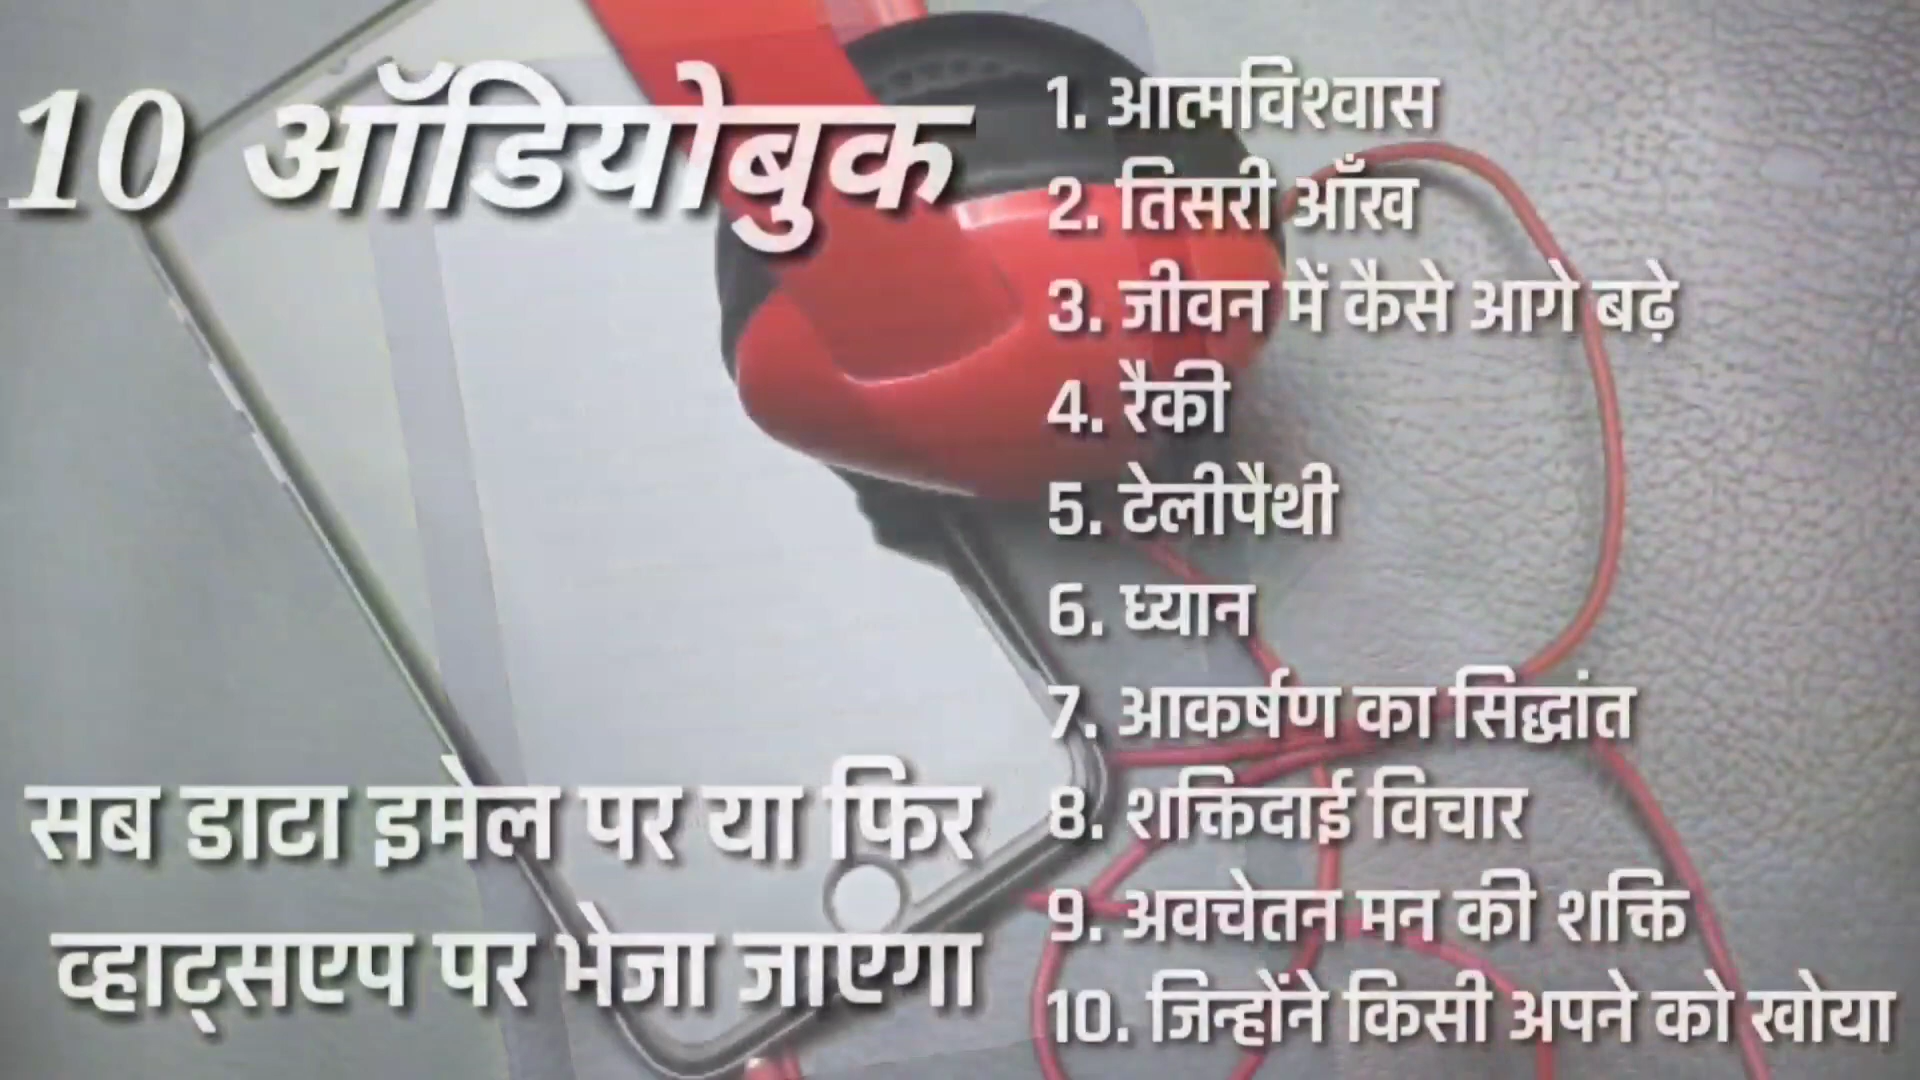 10 ऑडियोबुक
1. आत्मविश्वास
2. तिसरी आँख
3. जीवन में कैसे आगे बढ़े
4. रैकी
5. टेलीपैथी
6. ध्यान
7. आकर्षण का सिद्धांत
8. शक्तिदाई विचार
9. अवचेतन मन की शक्ति
10. जिन्होंने किसी अपने को खोया
सब डाटा इमेल पर या फिर
व्हाट्सएप पर भेजा जाएगा